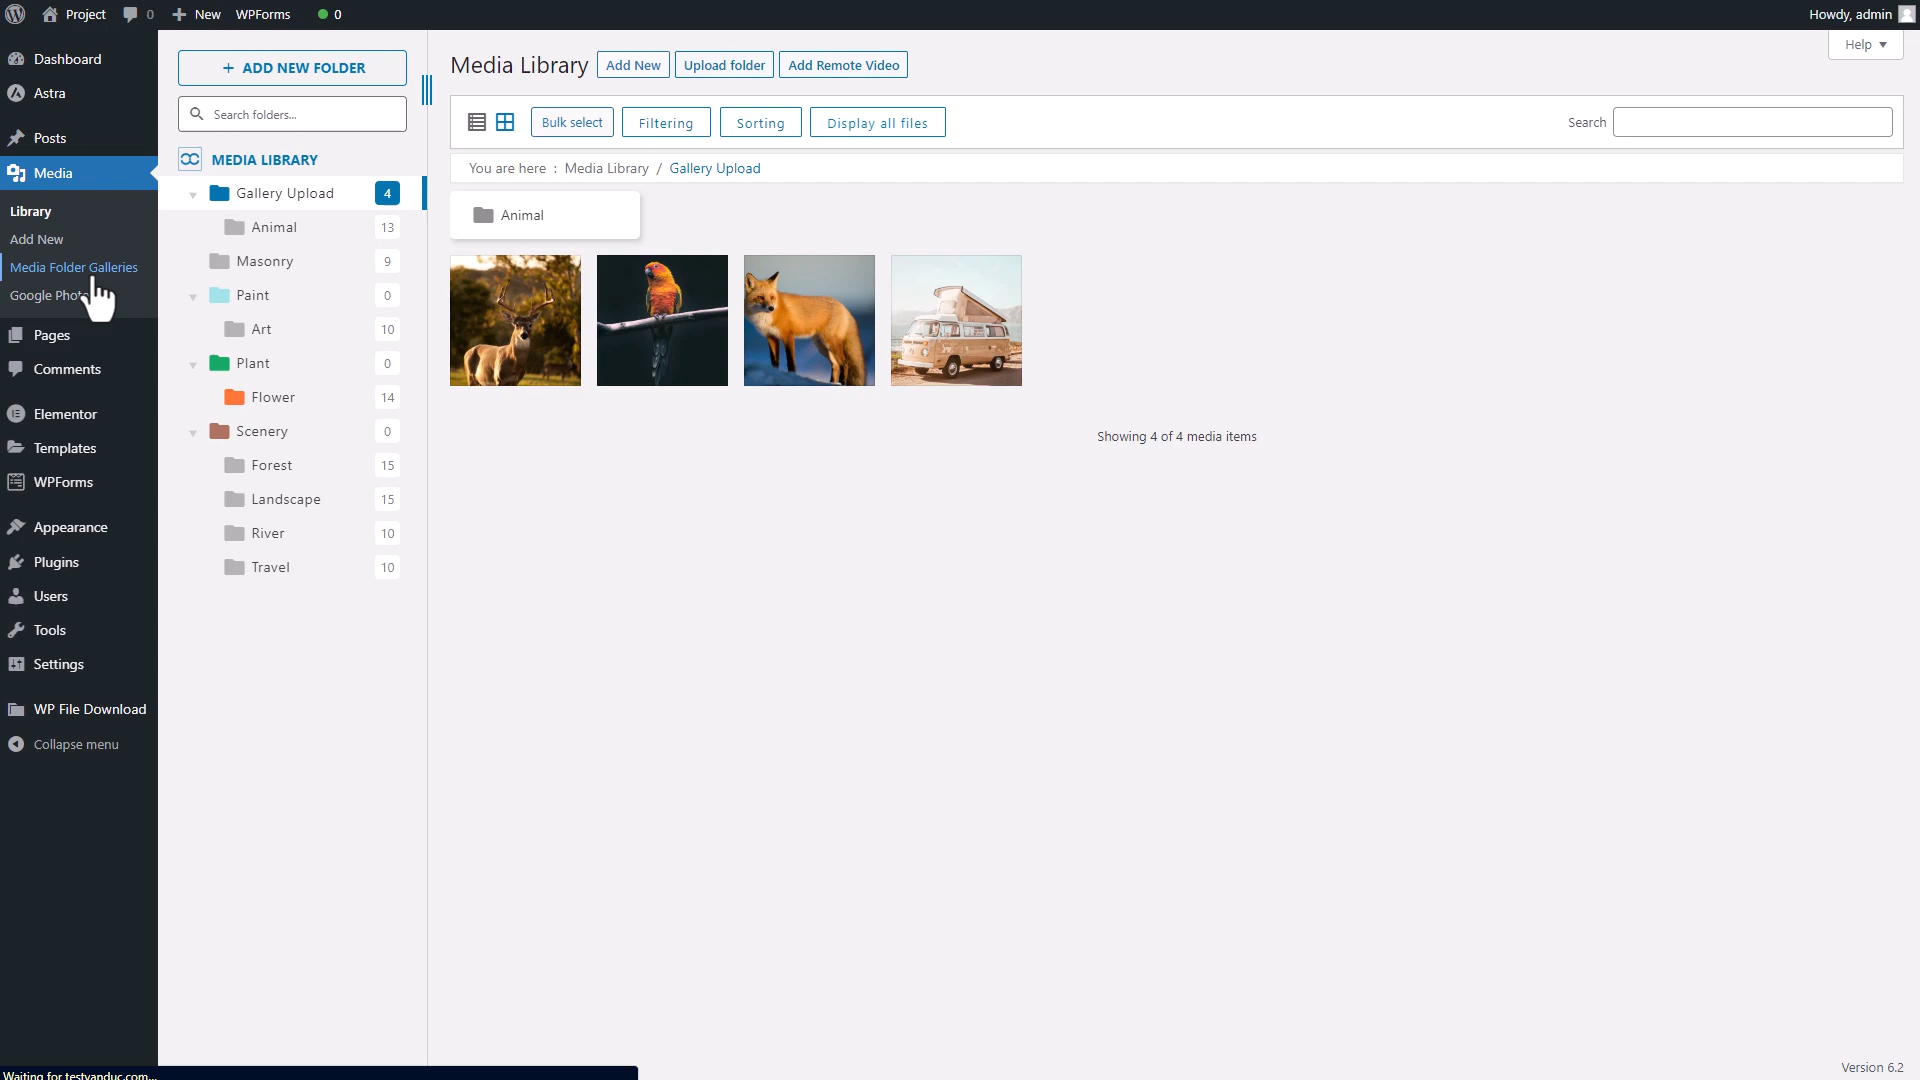 Project
0
New
WPForms
0
Howdy, admin
Help
Dashboard
Astra
Posts
Media
Library
Add New
Media Folder Galleries
Google
Pages
Comments
Elementor
Templates
WPForms
Appearance
Plugins
Users
Tools
Settings
WP File Download
Collapse menu
+ ADD NEW FOLDER
Search folders...
MEDIA LIBRARY
Gallery Upload 4
Animal 13
Masonry 9
Paint 0
Art 10
Plant 0
Flower 14
Scenery 0
Forest 15
Landscape 15
River 10
Travel 10
Media Library
Add New
Upload folder
Add Remote Video
Bulk select
Filtering
Sorting
Display all files
Search
You are here : Media Library / Gallery Upload
Animal
Showing 4 of 4 media items
Version 6.2
Waiting for testvanduc.com...